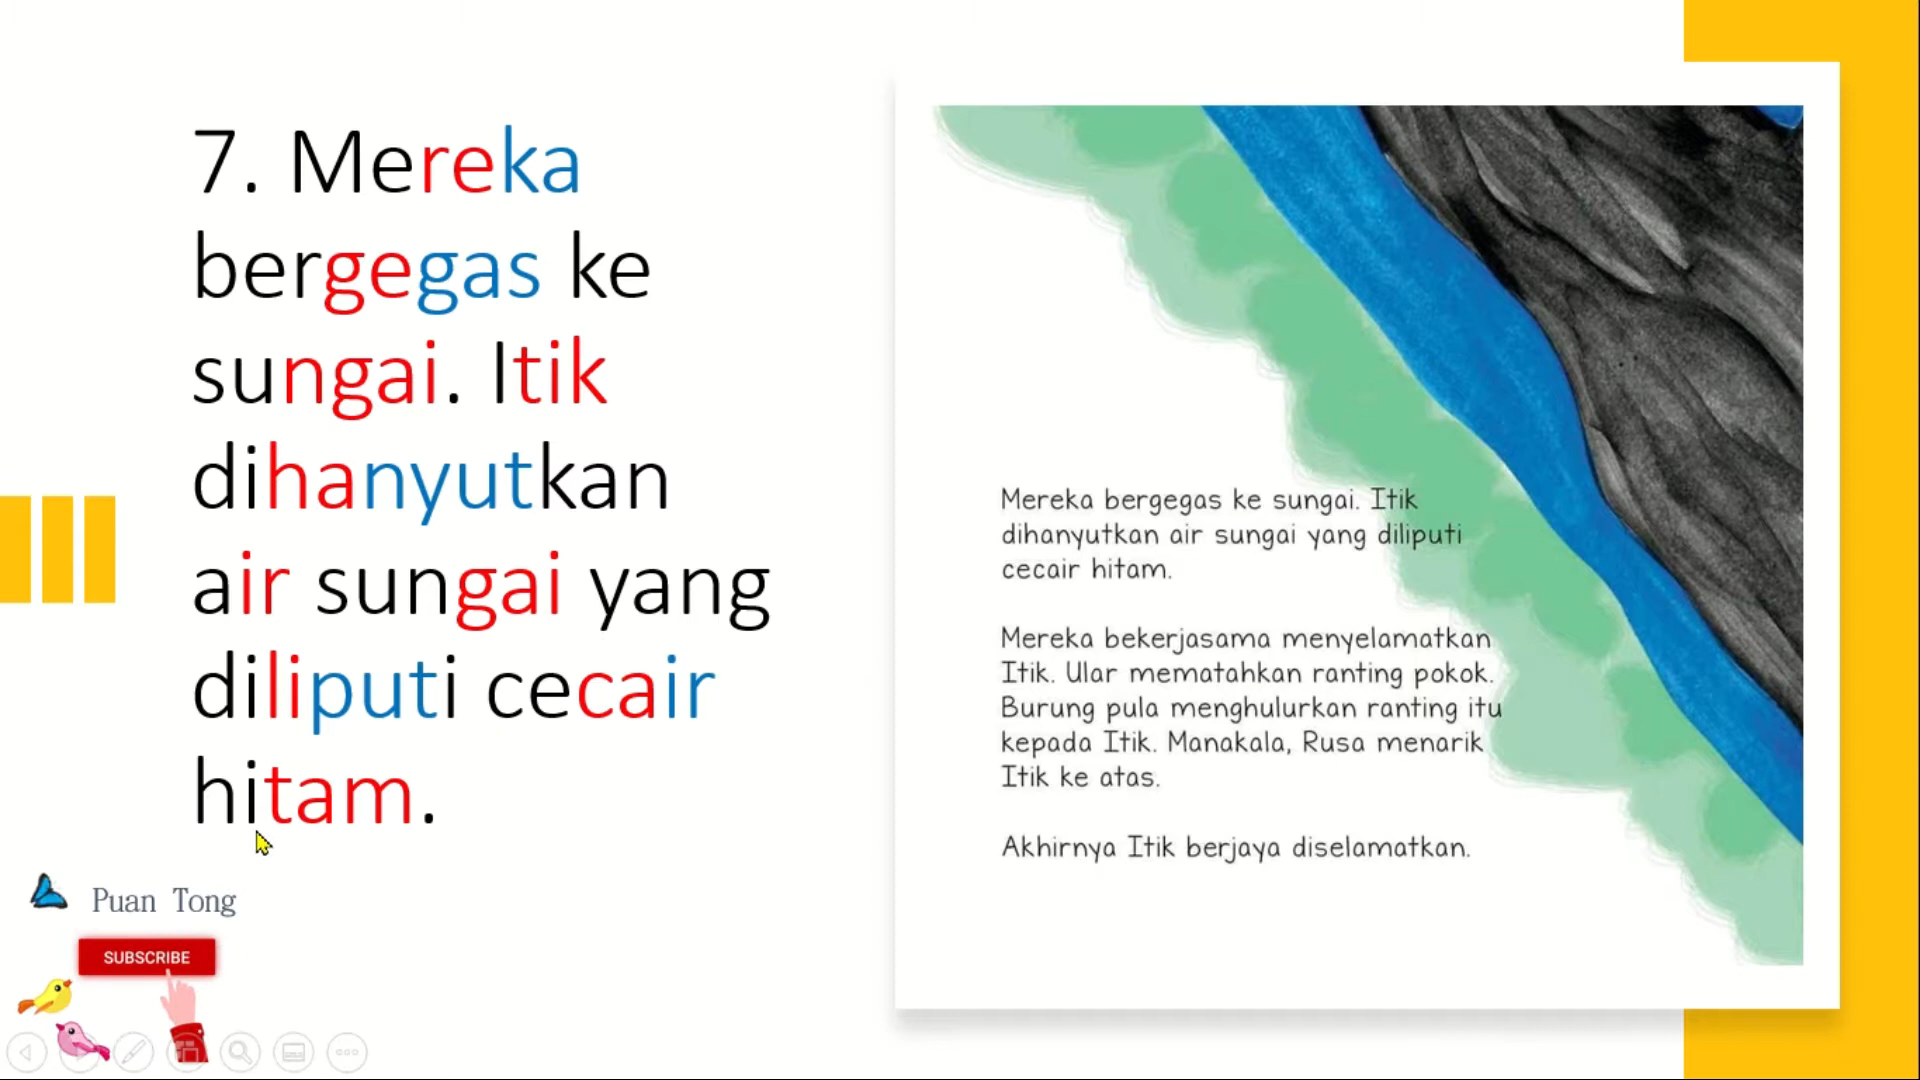 7. Mereka
bergegas ke
sungai. Itik
dihanyutkan
air sungai yang
diliputi cecair
hitam.
Puan Tong
SUBSCRIBE
Mereka bergegas ke sungai. Itik
dihanyutkan air sungai yang diliputi
cecair hitam.
Mereka bekerjasama menyelamatkan
Itik. Ular mematahkan ranting pokok.
Burung pula menghulurkan ranting itu
kepada Itik. Manakala, Rusa menarik
Itik ke atas.
Akhirnya Itik berjaya diselamatkan.